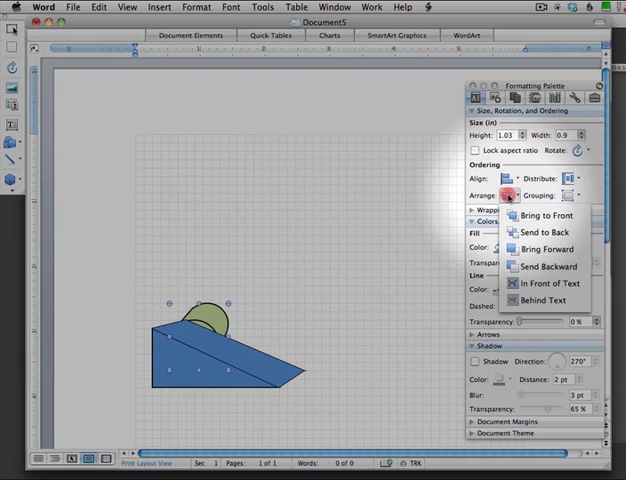 Word File Edit View Insert Format Font Tools Table Window Work Help
Document5
Document Elements Quick Tables Charts SmartArt Graphics WordArt
Formatting Palette
Size, Rotation, and Ordering
Size (in)
Height: 1.03 Width: 0.9
Lock aspect ratio Rotate:
Ordering
Align: Distribute:
Arrange: Grouping:
Bring to Front
Send to Back
Bring Forward
Send Backward
In Front of Text
Behind Text
Fill
Color:
Line
Color:
Dashed:
Transparency: 0 %
Arrows
Shadow
Shadow Direction: 270°
Color: Distance: 2 pt
Blur: 3 pt
Transparency: 65 %
Document Margins
Document Theme
Print Layout View Sec 1 Pages: 1 of 1 Words: 0 of 0 TRK